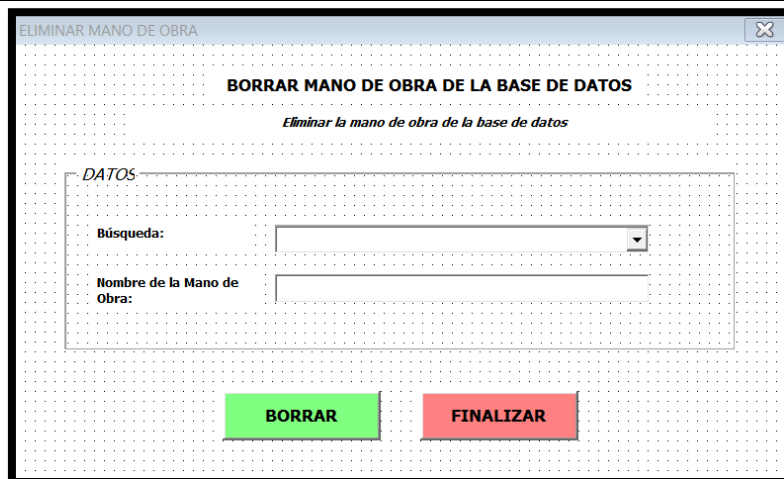 ELIMINAR MANO DE OBRA
BORRAR MANO DE OBRA DE LA BASE DE DATOS
Eliminar la mano de obra de la base de datos
DATOS
Búsqueda:
Nombre de la Mano de
Obra:
BORRAR
FINALIZAR